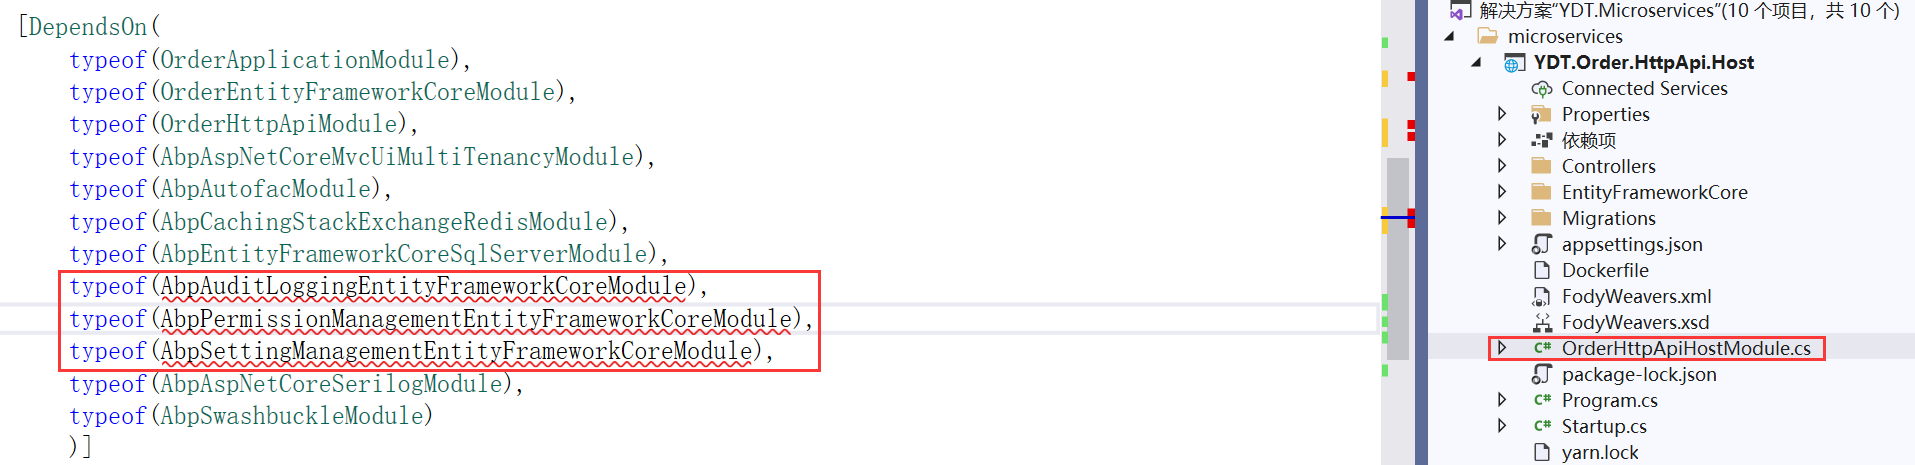 [DependsOn(
typeof(OrderApplicationModule),
typeof(OrderEntityFrameworkCoreModule),
typeof(OrderHttpApiModule),
typeof(AbpAspNetCoreMvcUiMultiTenancyModule),
typeof(AbpAutofacModule),
typeof(AbpCachingStackExchangeRedisModule),
typeof(AbpEntityFrameworkCoreSqlServerModule),
typeof(AbpAuditLoggingEntityFrameworkCoreModule),
typeof(AbpPermissionManagementEntityFrameworkCoreModule),
typeof(AbpSettingManagementEntityFrameworkCoreModule),
typeof(AbpAspNetCoreSerilogModule),
typeof(AbpSwashbuckleModule)
)]
解决方案"YDT.Microservices"(10 个项目，共 10 个)
microservices
YDT.Order.HttpApi.Host
Connected Services
Properties
依赖项
Controllers
EntityFrameworkCore
Migrations
appsettings.json
Dockerfile
FodyWeavers.xml
FodyWeavers.xsd
C# OrderHttpApiHostModule.cs
package-lock.json
C# Program.cs
C# Startup.cs
yarn.lock